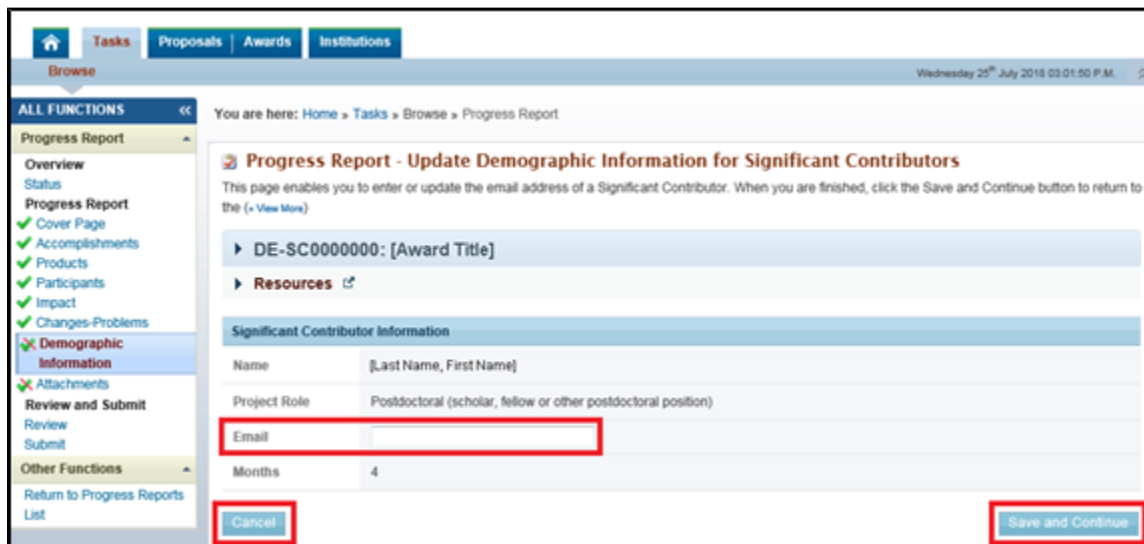 Tasks Proposals | Awards Institutions
Browse
Wednesday 25th July 2018 03:01:50 P.M.
ALL FUNCTIONS «
Progress Report
Overview
Status
Progress Report
Cover Page
Accomplishments
Products
Participants
Impact
Changes-Problems
Demographic
Information
Attachments
Review and Submit
Review
Submit
Other Functions
Return to Progress Reports
List
You are here: Home » Tasks » Browse » Progress Report
Progress Report - Update Demographic Information for Significant Contributors
This page enables you to enter or update the email address of a Significant Contributor. When you are finished, click the Save and Continue button to return to
the (» View More)
DE-SC0000000: [Award Title]
Resources
Significant Contributor Information
Name [Last Name, First Name]
Project Role Postdoctoral (scholar, fellow or other postdoctoral position)
Email
Months 4
Cancel Save and Continue